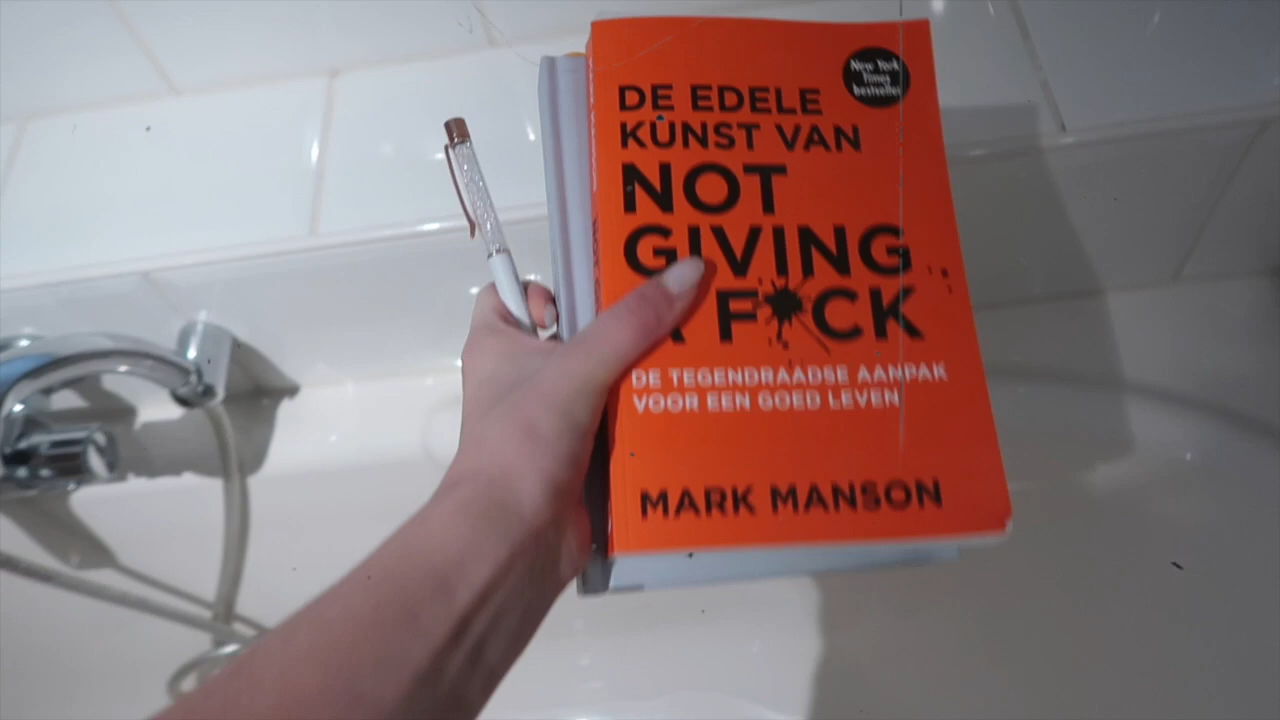 New York
Times
bestseller
DE EDELE
KUNST VAN
NOT
GIVING
A F*CK
DE TEGENDRAADSE AANPAK
VOOR EEN GOED LEVEN
MARK MANSON